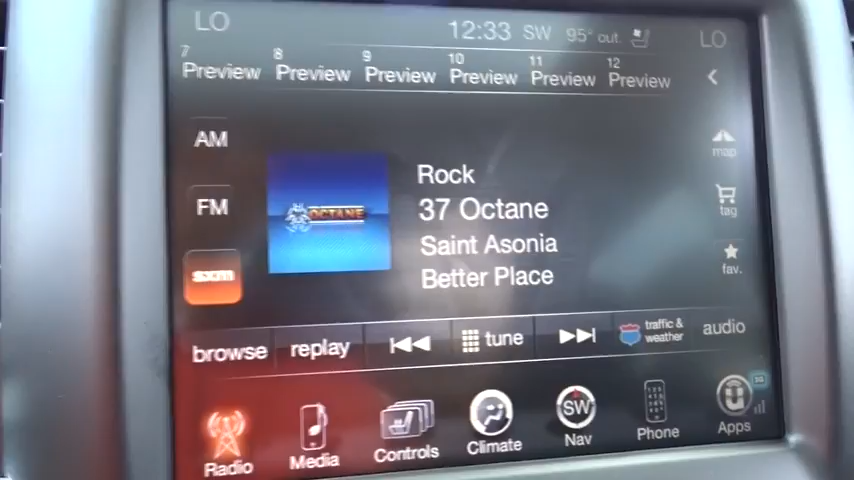 LO 12:33 SW 95° out. LO
7 8 9 10 11 12
Preview Preview Preview Preview Preview Preview
AM
FM
sxm
OCTANE
Rock
37 Octane
Saint Asonia
Better Place
map
tag
fav.
browse replay tune traffic & weather audio
SW 3G
Radio Media Controls Climate Nav Phone Apps